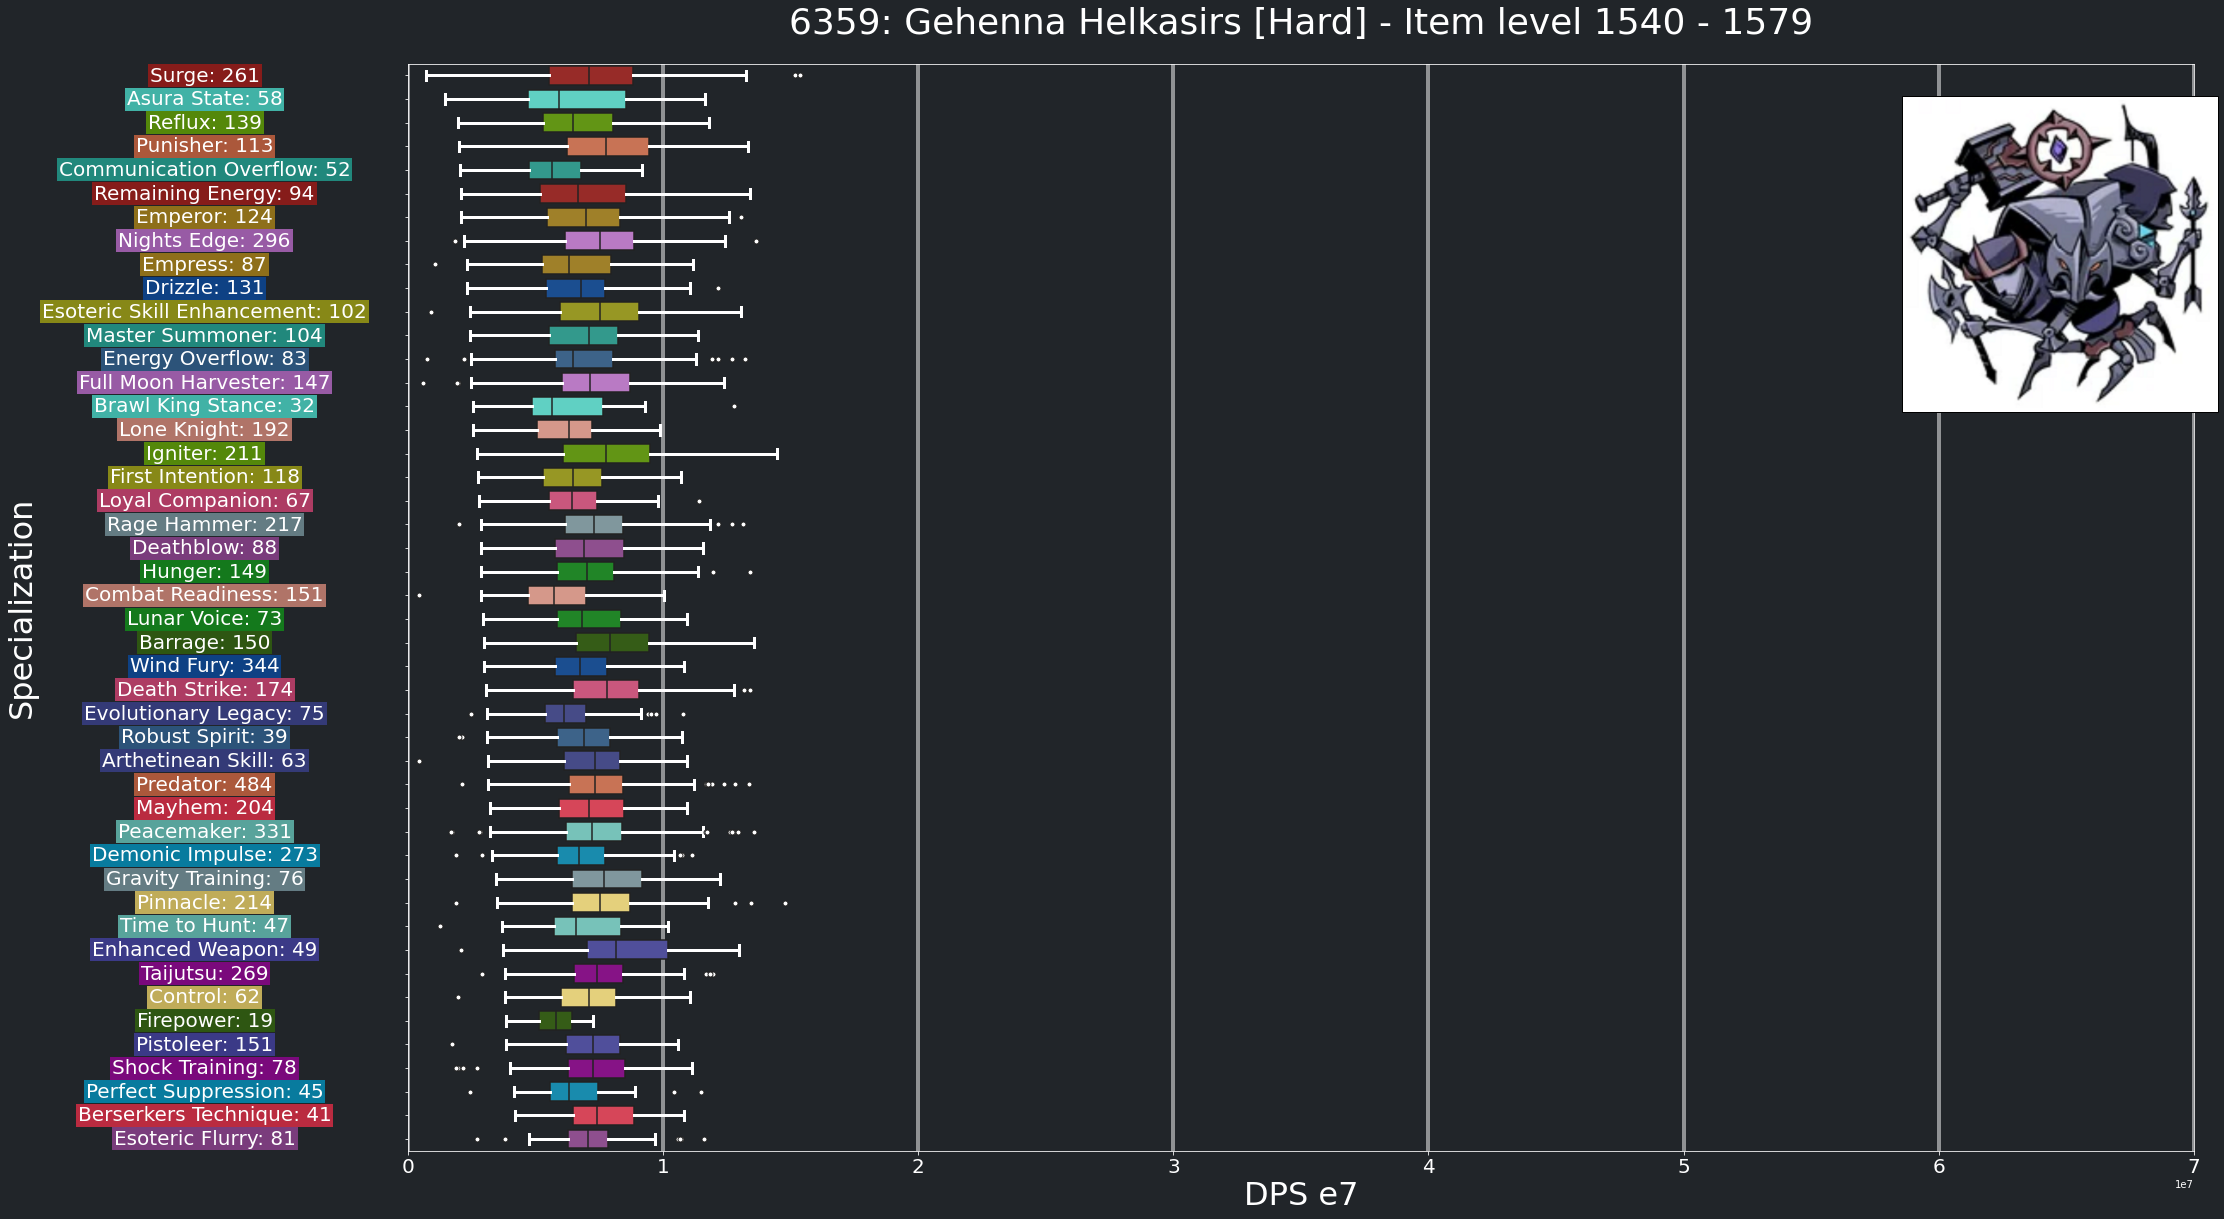 6359: Gehenna Helkasirs [Hard] - Item level 1540 - 1579
Surge: 261
Asura State: 58
Reflux: 139
Punisher: 113
Communication Overflow: 52
Remaining Energy: 94
Emperor: 124
Nights Edge: 296
Empress: 87
Drizzle: 131
Esoteric Skill Enhancement: 102
Master Summoner: 104
Energy Overflow: 83
Full Moon Harvester: 147
Brawl King Stance: 32
Lone Knight: 192
Igniter: 211
First Intention: 118
Loyal Companion: 67
Rage Hammer: 217
Deathblow: 88
Hunger: 149
Combat Readiness: 151
Lunar Voice: 73
Barrage: 150
Wind Fury: 344
Death Strike: 174
Evolutionary Legacy: 75
Robust Spirit: 39
Arthetinean Skill: 63
Predator: 484
Mayhem: 204
Peacemaker: 331
Demonic Impulse: 273
Gravity Training: 76
Pinnacle: 214
Time to Hunt: 47
Enhanced Weapon: 49
Taijutsu: 269
Control: 62
Firepower: 19
Pistoleer: 151
Shock Training: 78
Perfect Suppression: 45
Berserkers Technique: 41
Esoteric Flurry: 81
Specialization
0 1 2 3 4 5 6 7
1e7
DPS e7